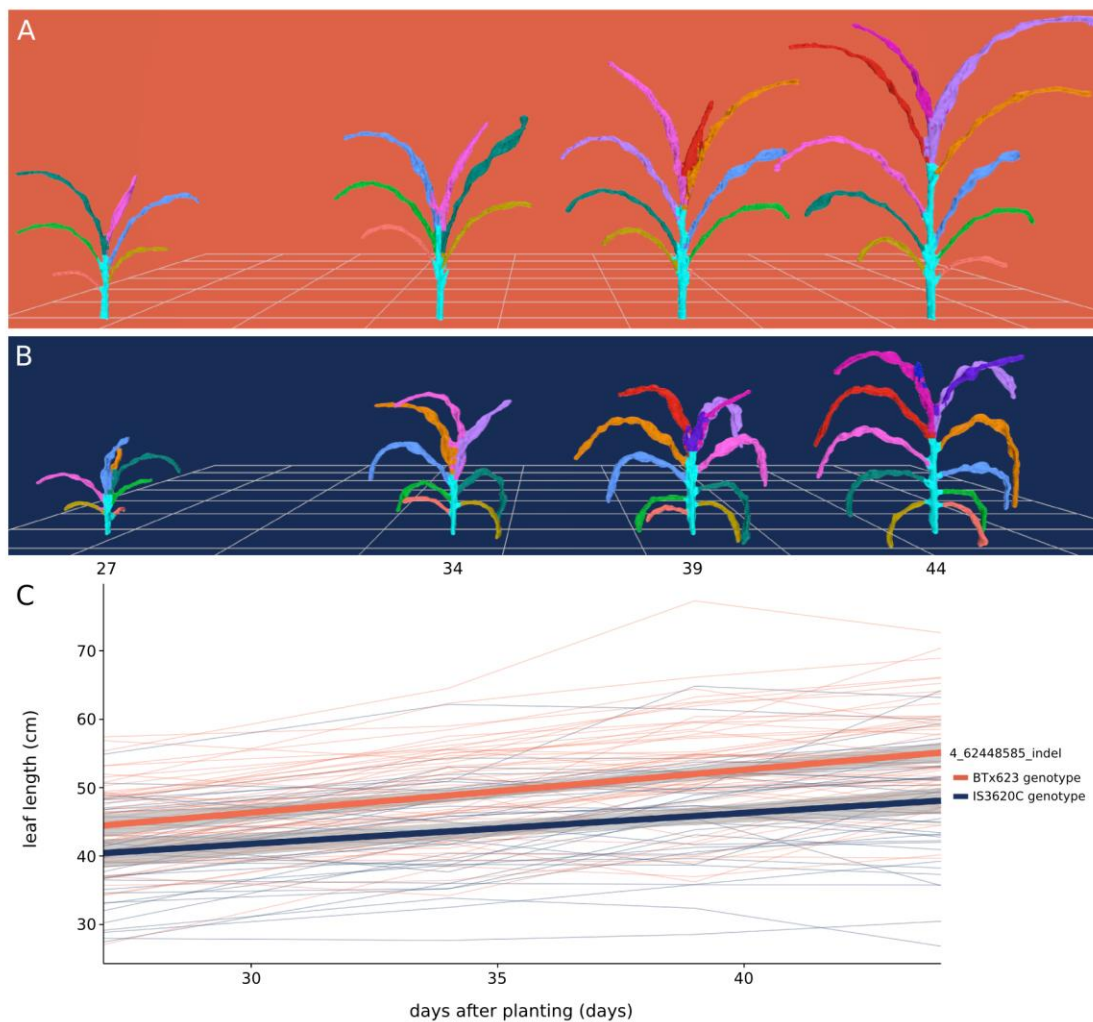 A
B
27 34 39 44
C
70
60
50
40
30
leaf length (cm)
4_62448585_indel
BTx623 genotype
IS3620C genotype
30 35 40
days after planting (days)